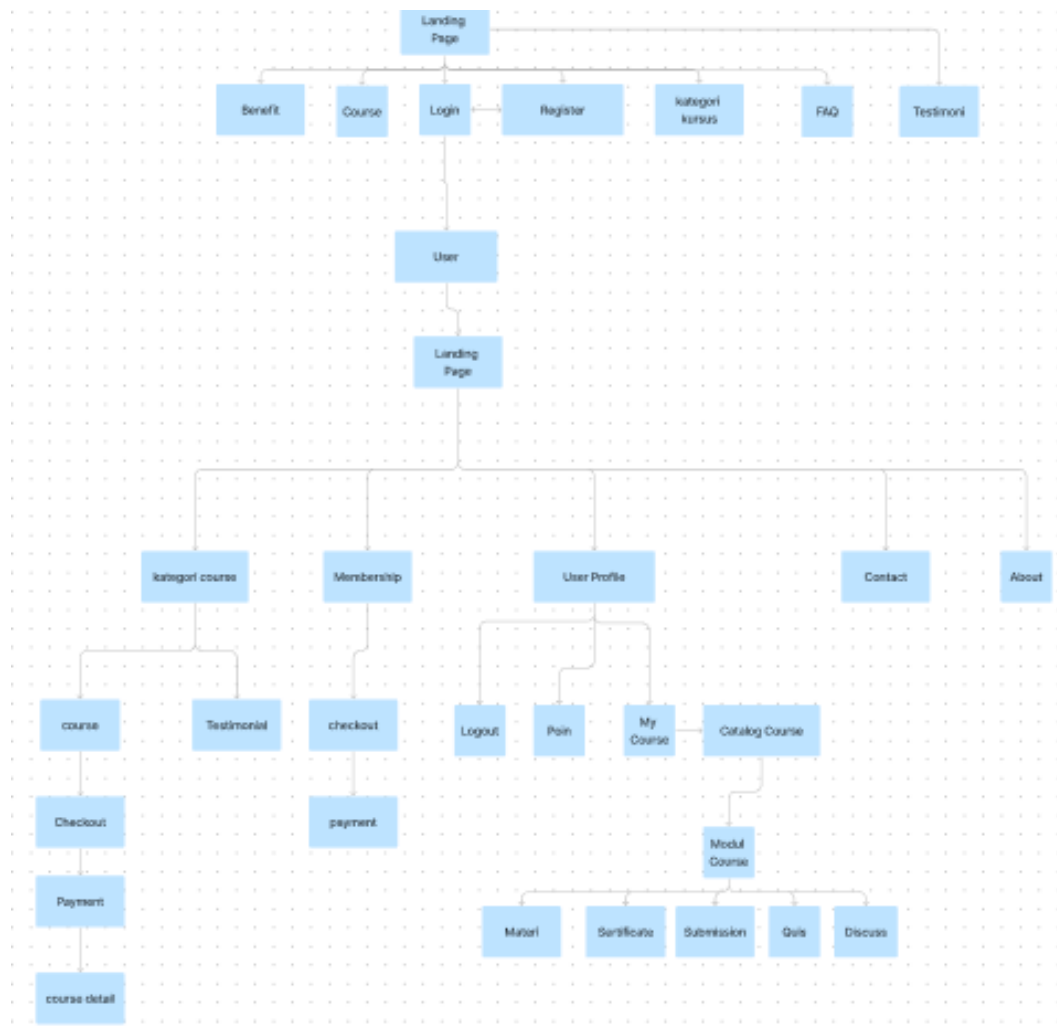 Landing
Page
Benefit
Course
Login
Register
kategori
kursus
FAQ
Testimoni
User
Landing
Page
kategori course
Membership
User Profile
Contact
About
course
Testimonial
checkout
Logout
Poin
My
Course
Catalog Course
Checkout
payment
Modul
Course
Payment
Materi
Sertificate
Submission
Quis
Discuss
course detail